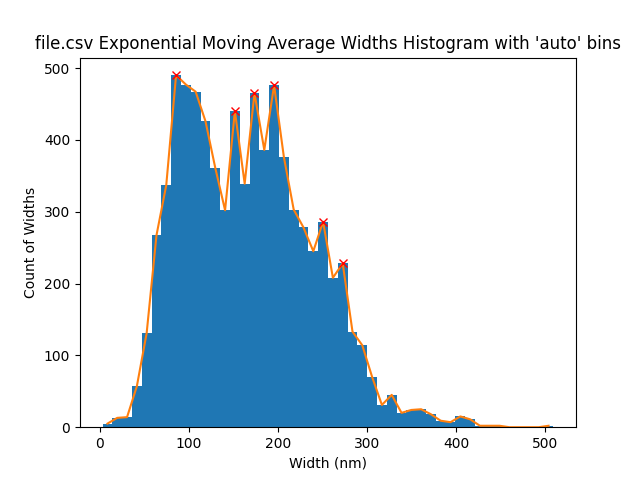 file.csv Exponential Moving Average Widths Histogram with 'auto' bins
500
400
300
200
100
0
Count of Widths
0 100 200 300 400 500
Width (nm)